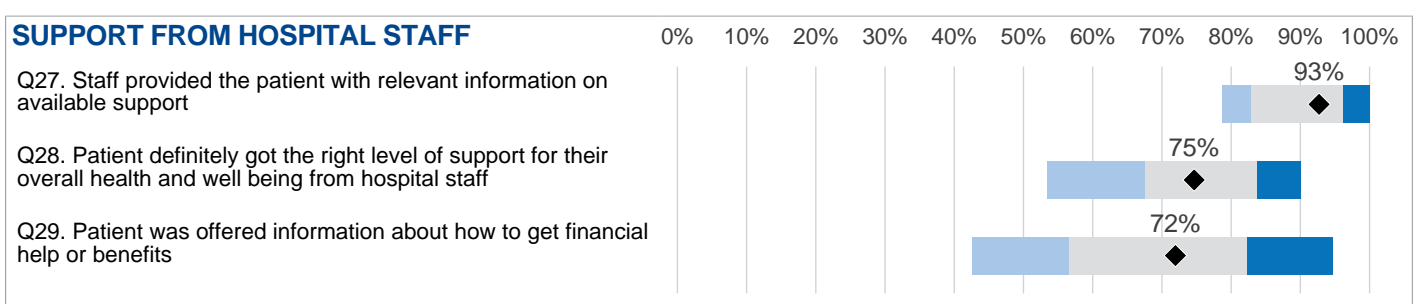 SUPPORT FROM HOSPITAL STAFF 0% 10% 20% 30% 40% 50% 60% 70% 80% 90% 100%
Q27. Staff provided the patient with relevant information on
available support
93%
Q28. Patient definitely got the right level of support for their
overall health and well being from hospital staff
75%
Q29. Patient was offered information about how to get financial
help or benefits
72%